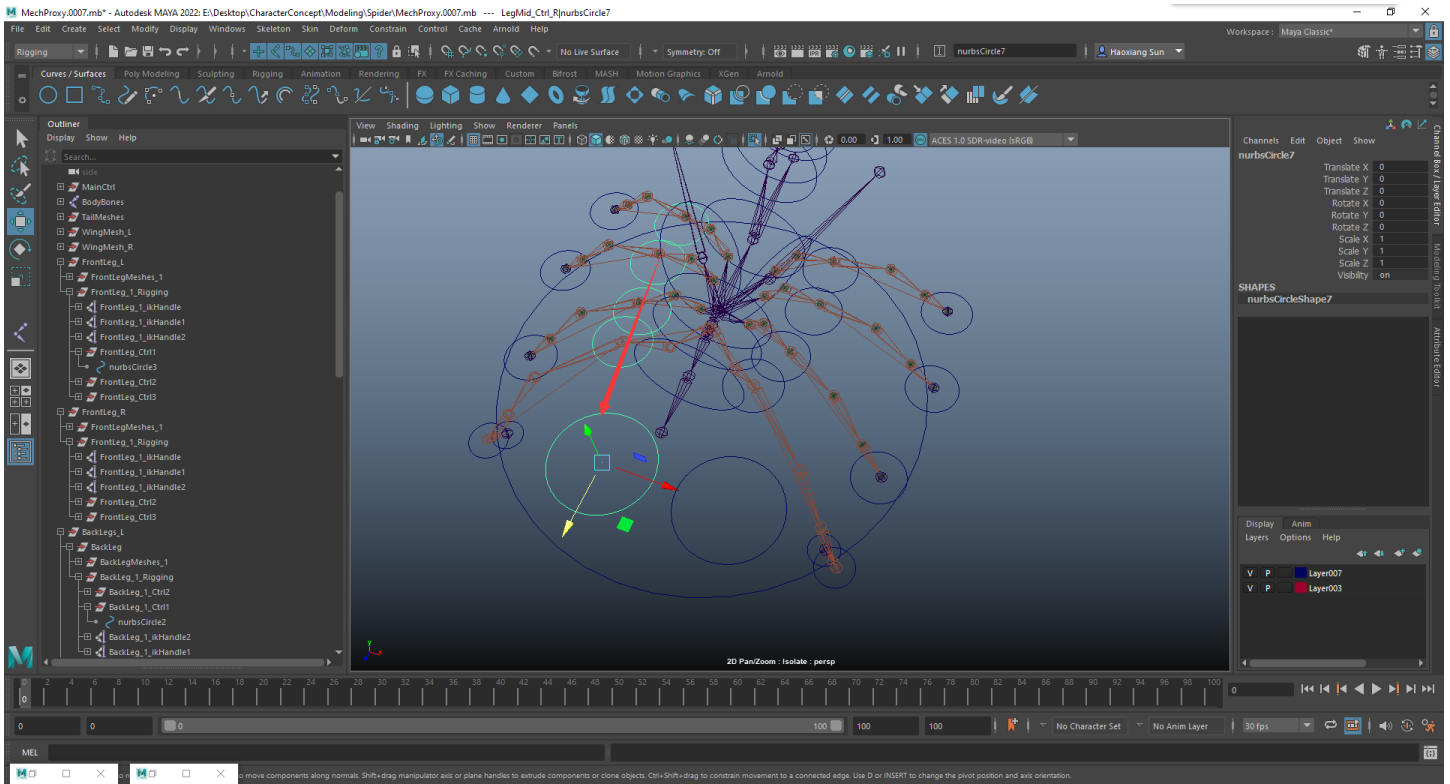 MechProxy.0007.mb* - Autodesk MAYA 2022: E:\Desktop\CharacterConcept\Modeling\Spider\MechProxy.0007.mb --- LegMid_Ctrl_R|nurbsCircle7
File Edit Create Select Modify Display Windows Skeleton Skin Deform Constrain Control Cache Arnold Help
Workspace : Maya Classic*
Rigging
No Live Surface
Symmetry: Off
nurbsCircle7
Haoxiang Sun
Curves / Surfaces Poly Modeling Sculpting Rigging Animation Rendering FX FX Caching Custom Bifrost MASH Motion Graphics XGen Arnold
Outliner
Display Show Help
Search...
side
MainCtrl
BodyBones
TailMeshes
WingMesh_L
WingMesh_R
FrontLeg_L
FrontLegMeshes_1
FrontLeg_1_Rigging
FrontLeg_1_ikHandle
FrontLeg_1_ikHandle1
FrontLeg_1_ikHandle2
FrontLeg_Ctrl1
nurbsCircle3
FrontLeg_Ctrl2
FrontLeg_Ctrl3
FrontLeg_R
FrontLegMeshes_1
FrontLeg_1_Rigging
FrontLeg_1_ikHandle
FrontLeg_1_ikHandle1
FrontLeg_1_ikHandle2
FrontLeg_Ctrl2
FrontLeg_Ctrl3
BackLegs_L
BackLeg
BackLegMeshes_1
BackLeg_1_Rigging
BackLeg_1_Ctrl2
BackLeg_1_Ctrl1
nurbsCircle2
BackLeg_1_ikHandle2
BackLeg_1_ikHandle1
View Shading Lighting Show Renderer Panels
0.00
1.00
ACES 1.0 SDR-video (sRGB)
2D Pan/Zoom : Isolate : persp
y
x
Channels Edit Object Show
nurbsCircle7
Translate X 0
Translate Y 0
Translate Z 0
Rotate X 0
Rotate Y 0
Rotate Z 0
Scale X 1
Scale Y 1
Scale Z 1
Visibility on
SHAPES
nurbsCircleShape7
Channel Box / Layer Editor
Modeling Toolkit
Attribute Editor
Display Anim
Layers Options Help
V P Layer007
V P Layer003
0 2 4 6 8 10 12 14 16 18 20 22 24 26 28 30 32 34 36 38 40 42 44 46 48 50 52 54 56 58 60 62 64 66 68 70 72 74 76 78 80 82 84 86 88 90 92 94 96 98 100
0
0
0
0
0
100
100
100
No Character Set
No Anim Layer
30 fps
MEL
to move components along normals. Shift+drag manipulator axis or plane handles to extrude components or clone objects. Ctrl+Shift+drag to constrain movement to a connected edge. Use D or INSERT to change the pivot position and axis orientation.